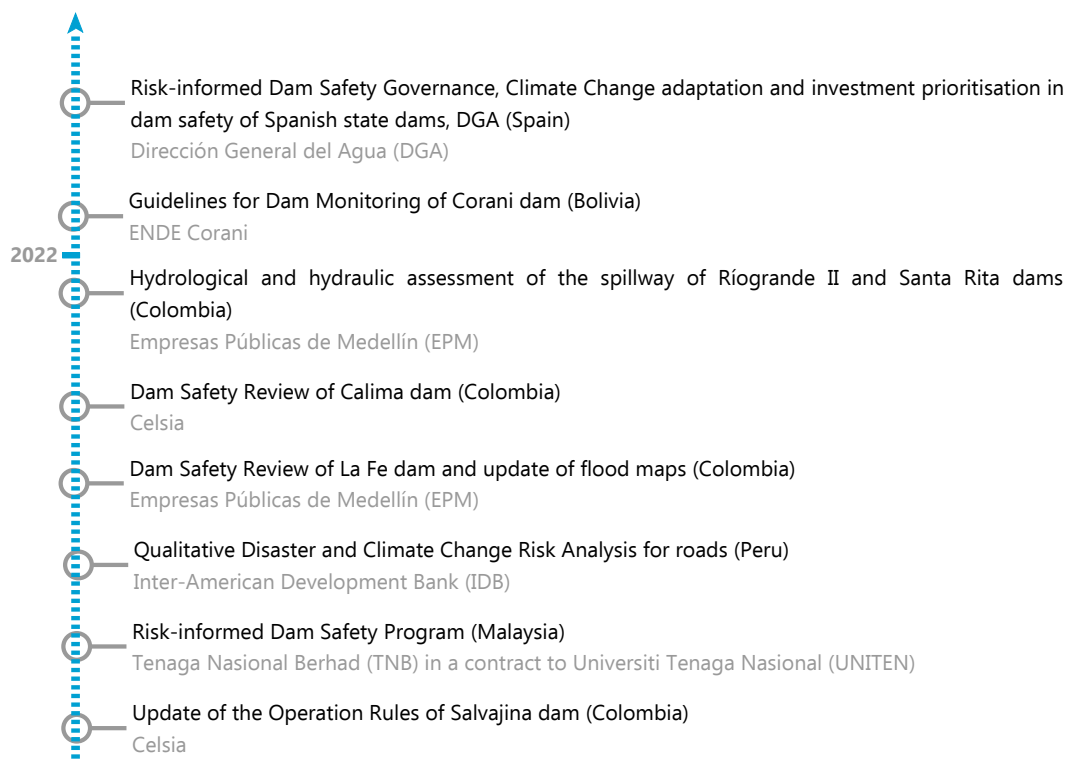 Risk-informed Dam Safety Governance, Climate Change adaptation and investment prioritisation in
dam safety of Spanish state dams, DGA (Spain)
Dirección General del Agua (DGA)
Guidelines for Dam Monitoring of Corani dam (Bolivia)
ENDE Corani
2022
Hydrological and hydraulic assessment of the spillway of Ríogrande II and Santa Rita dams
(Colombia)
Empresas Públicas de Medellín (EPM)
Dam Safety Review of Calima dam (Colombia)
Celsia
Dam Safety Review of La Fe dam and update of flood maps (Colombia)
Empresas Públicas de Medellín (EPM)
Qualitative Disaster and Climate Change Risk Analysis for roads (Peru)
Inter-American Development Bank (IDB)
Risk-informed Dam Safety Program (Malaysia)
Tenaga Nasional Berhad (TNB) in a contract to Universiti Tenaga Nasional (UNITEN)
Update of the Operation Rules of Salvajina dam (Colombia)
Celsia